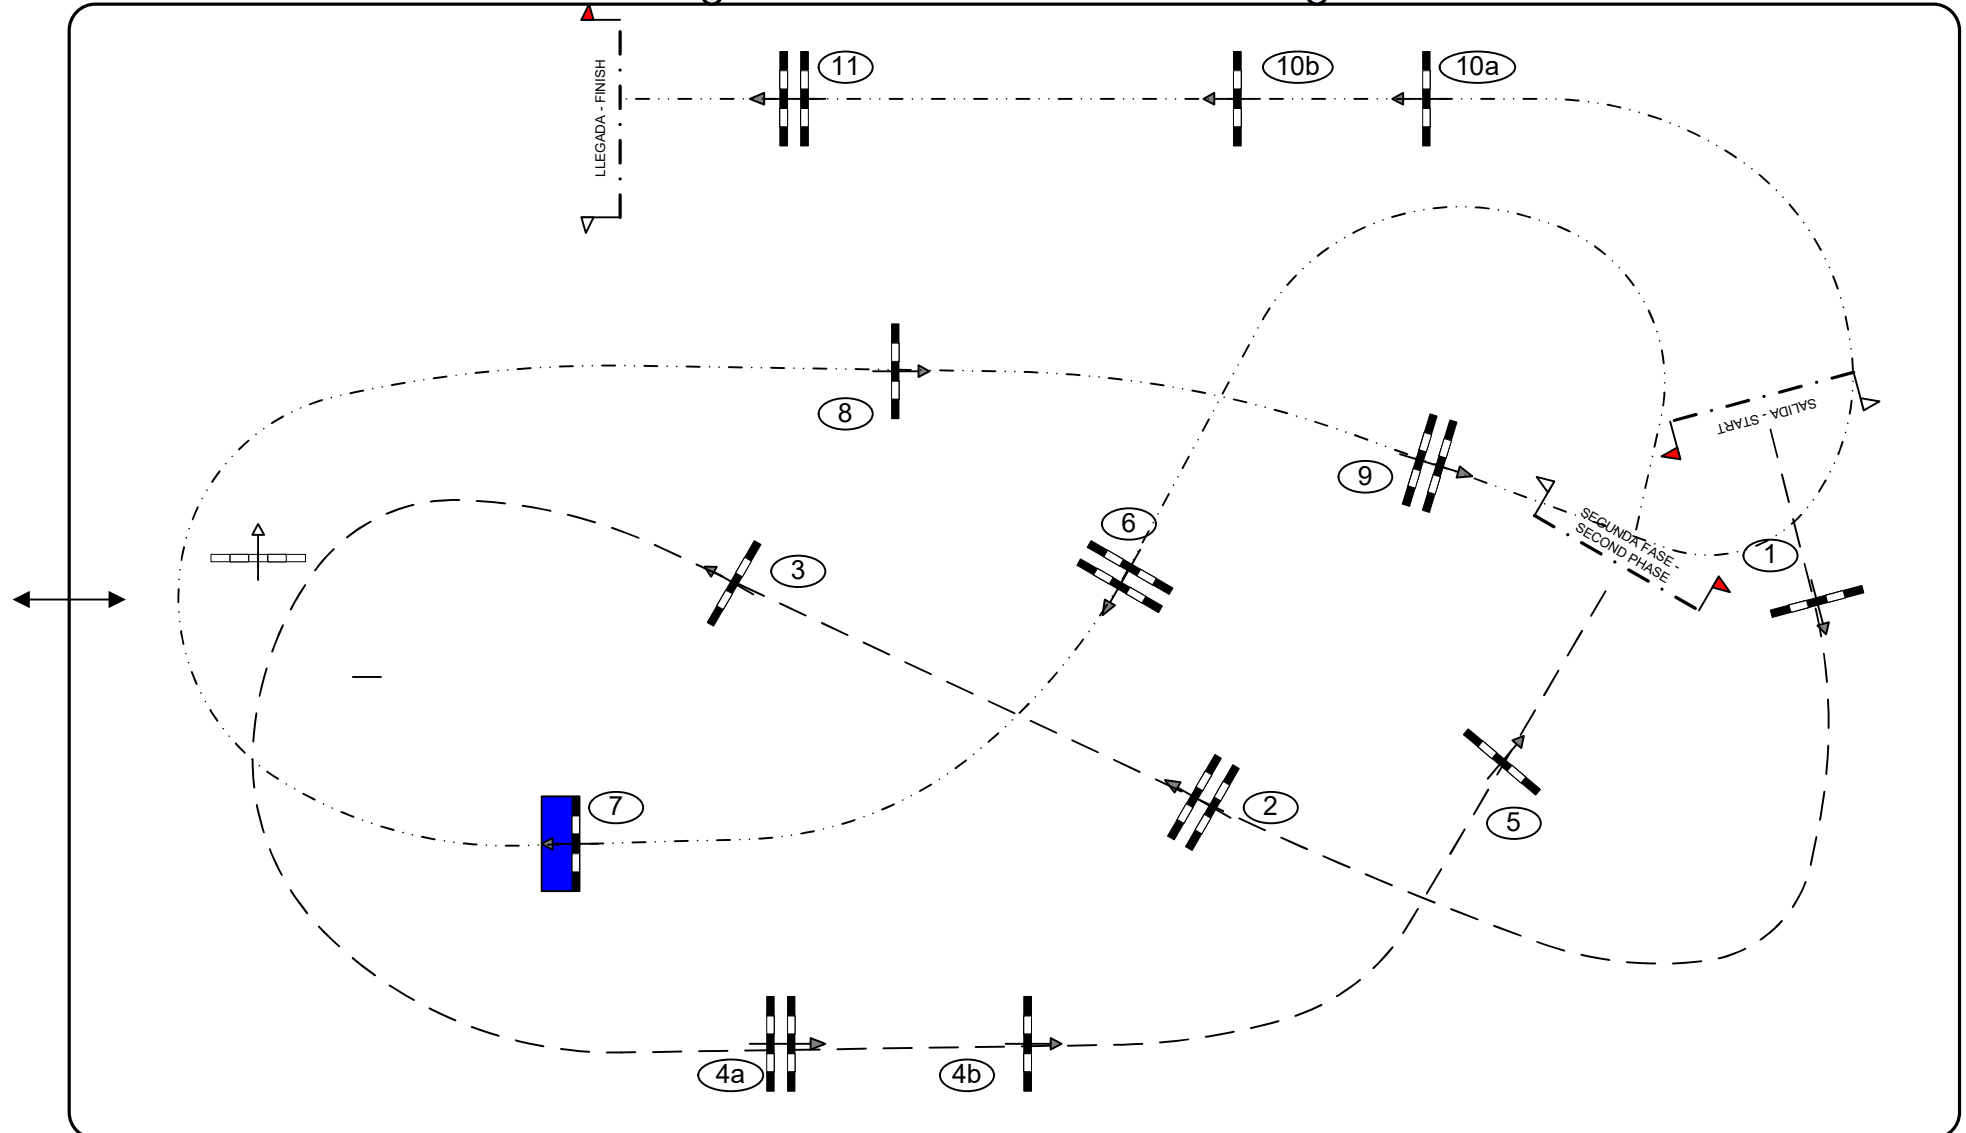 11
10b
10a
LLEGADA - FINISH
8
SALIDA - START
9
6
SEGUNDA FASE -
SECOND PHASE
1
3
7
2
5
4a
4b